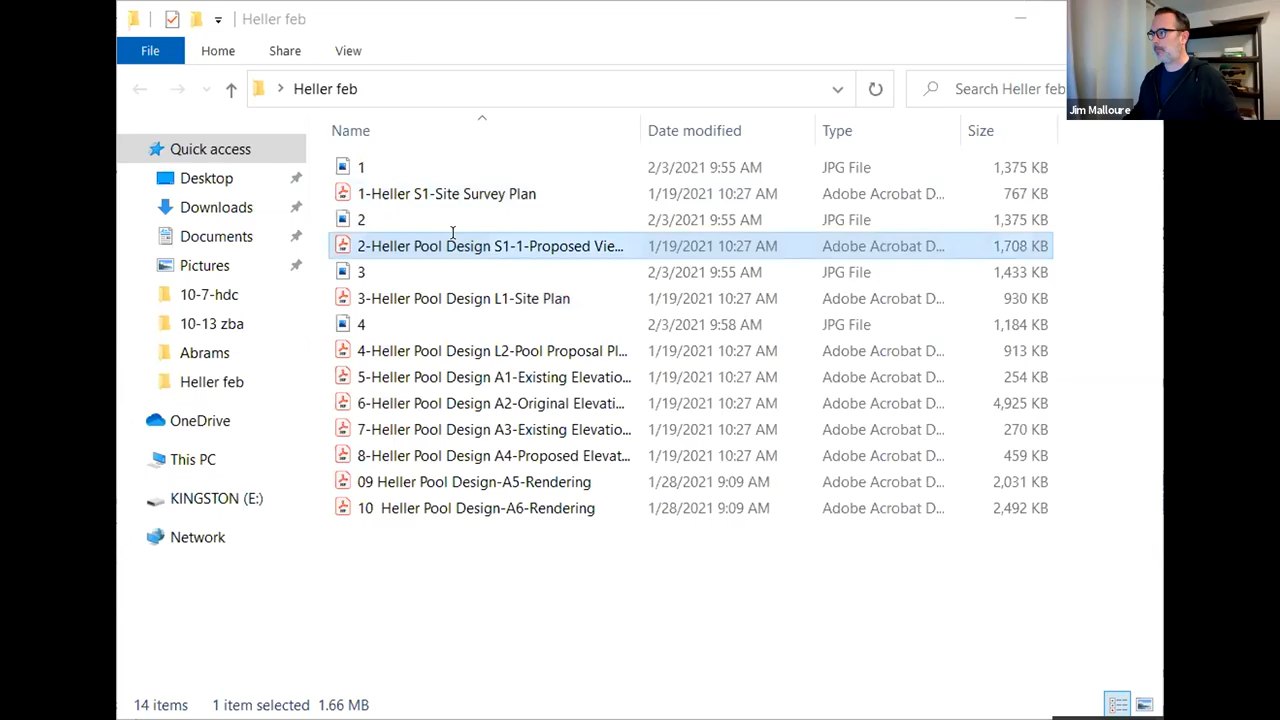 Heller feb
File Home Share View
Heller feb Search Heller feb
Jim Malloure
Name Date modified Type Size
Quick access
Desktop
Downloads
Documents
Pictures
10-7-hdc
10-13 zba
Abrams
Heller feb
OneDrive
This PC
KINGSTON (E:)
Network
1 2/3/2021 9:55 AM JPG File 1,375 KB
1-Heller S1-Site Survey Plan 1/19/2021 10:27 AM Adobe Acrobat D... 767 KB
2 2/3/2021 9:55 AM JPG File 1,375 KB
2-Heller Pool Design S1-1-Proposed Vie... 1/19/2021 10:27 AM Adobe Acrobat D... 1,708 KB
3 2/3/2021 9:55 AM JPG File 1,433 KB
3-Heller Pool Design L1-Site Plan 1/19/2021 10:27 AM Adobe Acrobat D... 930 KB
4 2/3/2021 9:58 AM JPG File 1,184 KB
4-Heller Pool Design L2-Pool Proposal Pl... 1/19/2021 10:27 AM Adobe Acrobat D... 913 KB
5-Heller Pool Design A1-Existing Elevatio... 1/19/2021 10:27 AM Adobe Acrobat D... 254 KB
6-Heller Pool Design A2-Original Elevati... 1/19/2021 10:27 AM Adobe Acrobat D... 4,925 KB
7-Heller Pool Design A3-Existing Elevatio... 1/19/2021 10:27 AM Adobe Acrobat D... 270 KB
8-Heller Pool Design A4-Proposed Elevat... 1/19/2021 10:27 AM Adobe Acrobat D... 459 KB
09 Heller Pool Design-A5-Rendering 1/28/2021 9:09 AM Adobe Acrobat D... 2,031 KB
10 Heller Pool Design-A6-Rendering 1/28/2021 9:09 AM Adobe Acrobat D... 2,492 KB
14 items 1 item selected 1.66 MB